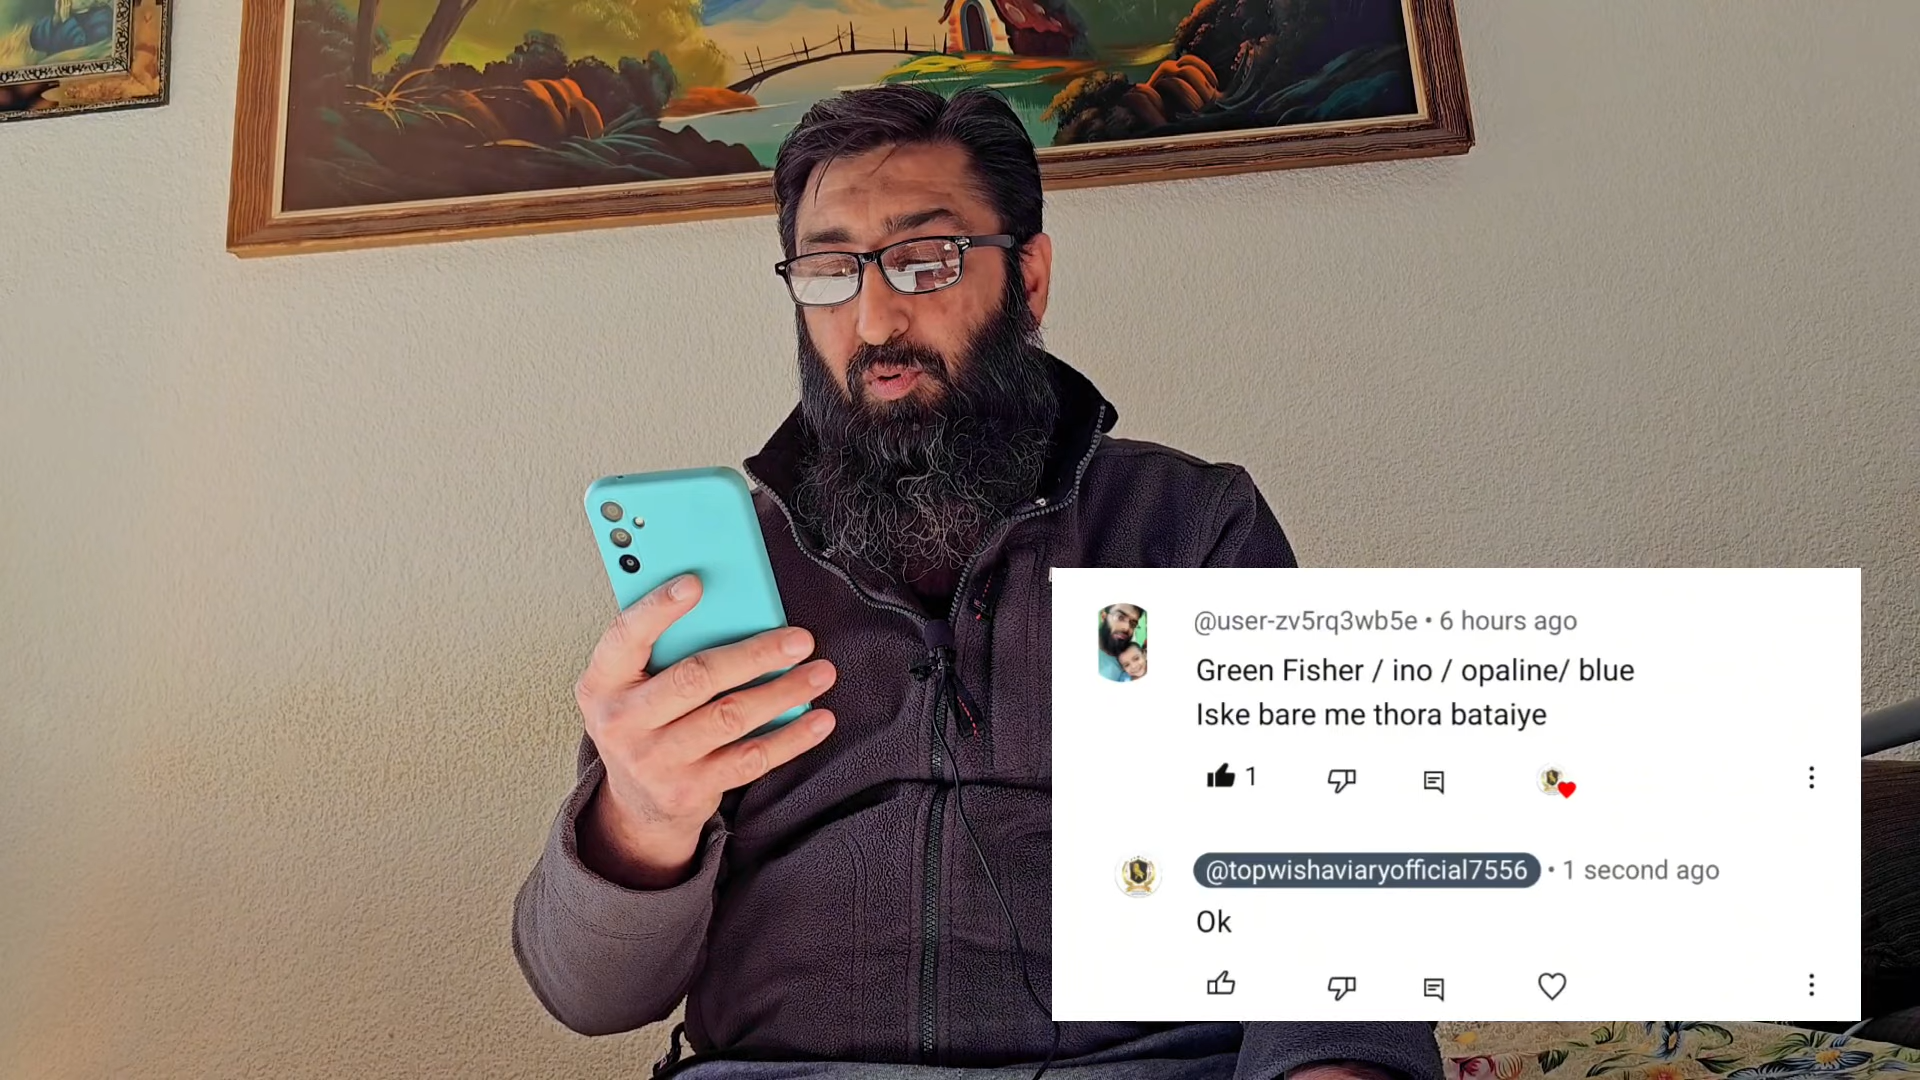 @user-zv5rq3wb5e • 6 hours ago
Green Fisher / ino / opaline/ blue
Iske bare me thora bataiye
1
@topwishaviaryofficial7556 • 1 second ago
Ok